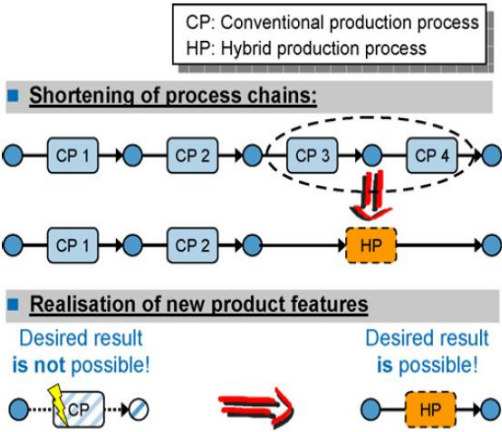 CP: Conventional production process
HP: Hybrid production process
Shortening of process chains:
CP 1 CP 2 CP 3 CP 4
CP 1 CP 2 HP
Realisation of new product features
Desired result
is not possible!
Desired result
is possible!
CP HP